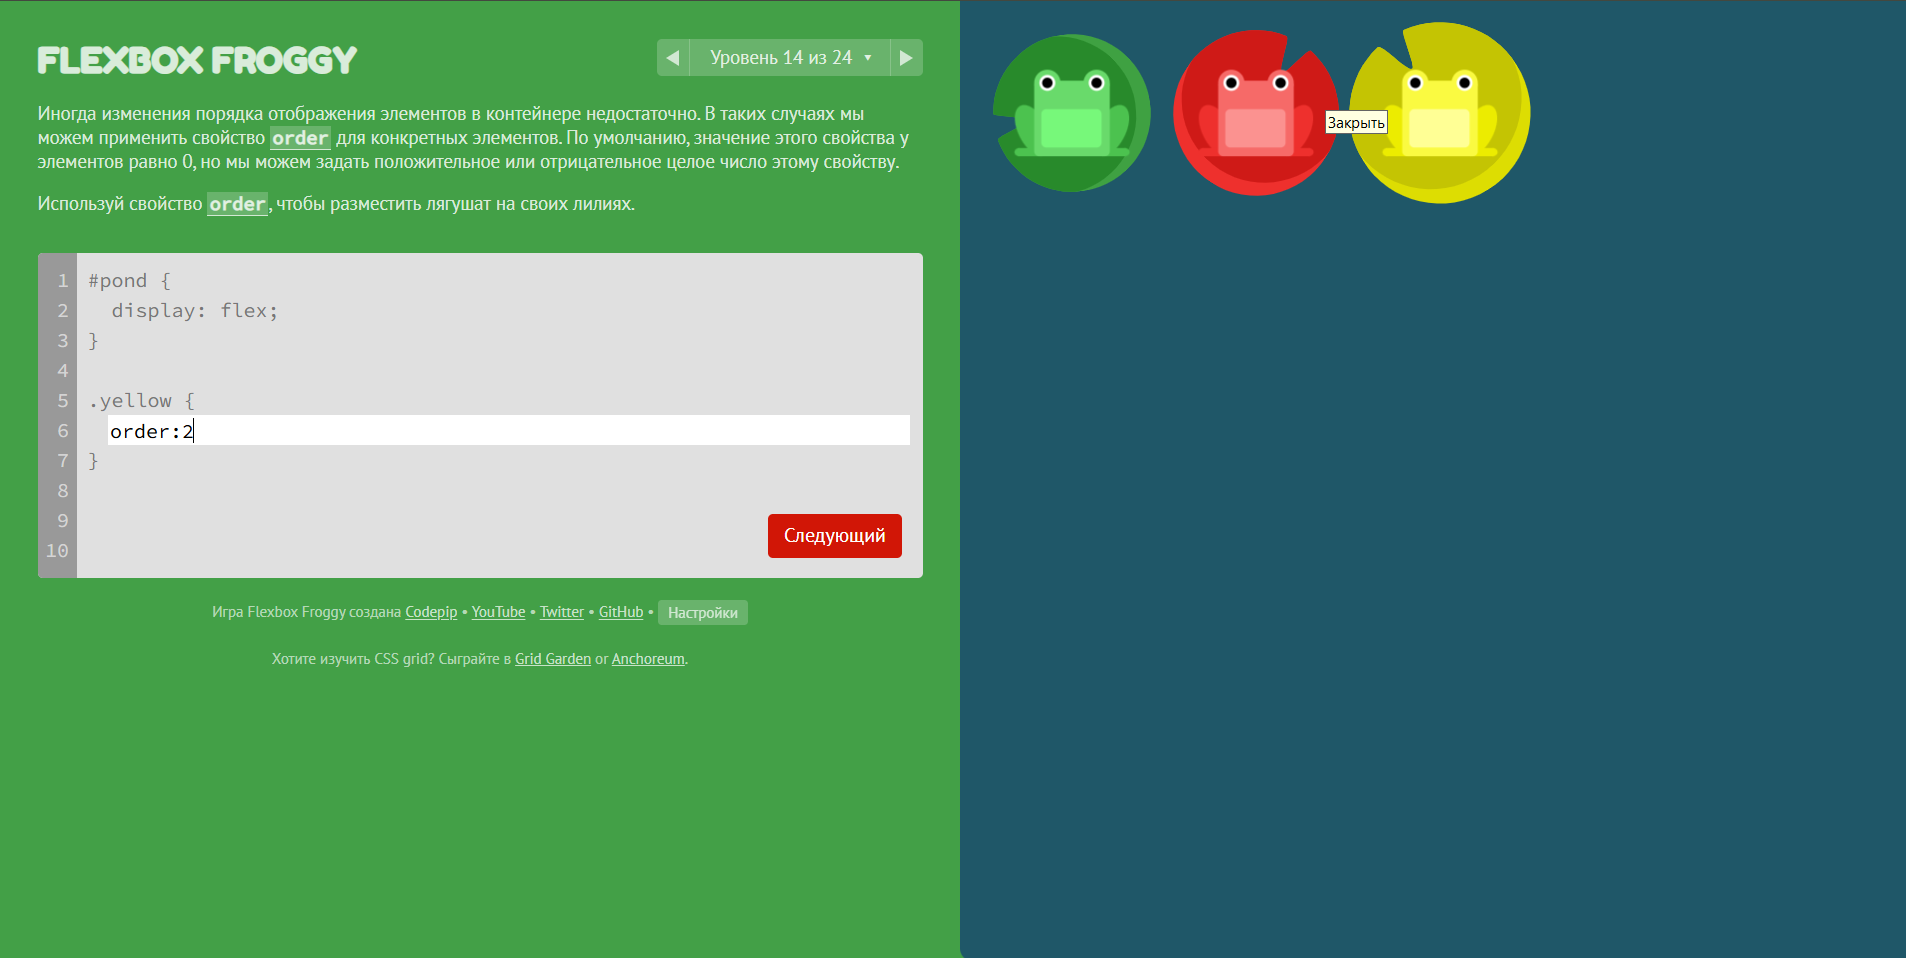 FLEXBOX FROGGY
◀ Уровень 14 из 24 ▾ ▶
Иногда изменения порядка отображения элементов в контейнере недостаточно. В таких случаях мы
можем применить свойство order для конкретных элементов. По умолчанию, значение этого свойства у
элементов равно 0, но мы можем задать положительное или отрицательное целое число этому свойству.
Используй свойство order, чтобы разместить лягушат на своих лилиях.
1 #pond {
2 display: flex;
3 }
4
5 .yellow {
6 order:2
7 }
8
9
10
Следующий
Игра Flexbox Froggy создана Codepip • YouTube • Twitter • GitHub • Настройки
Хотите изучить CSS grid? Сыграйте в Grid Garden or Anchoreum.
Закрыть